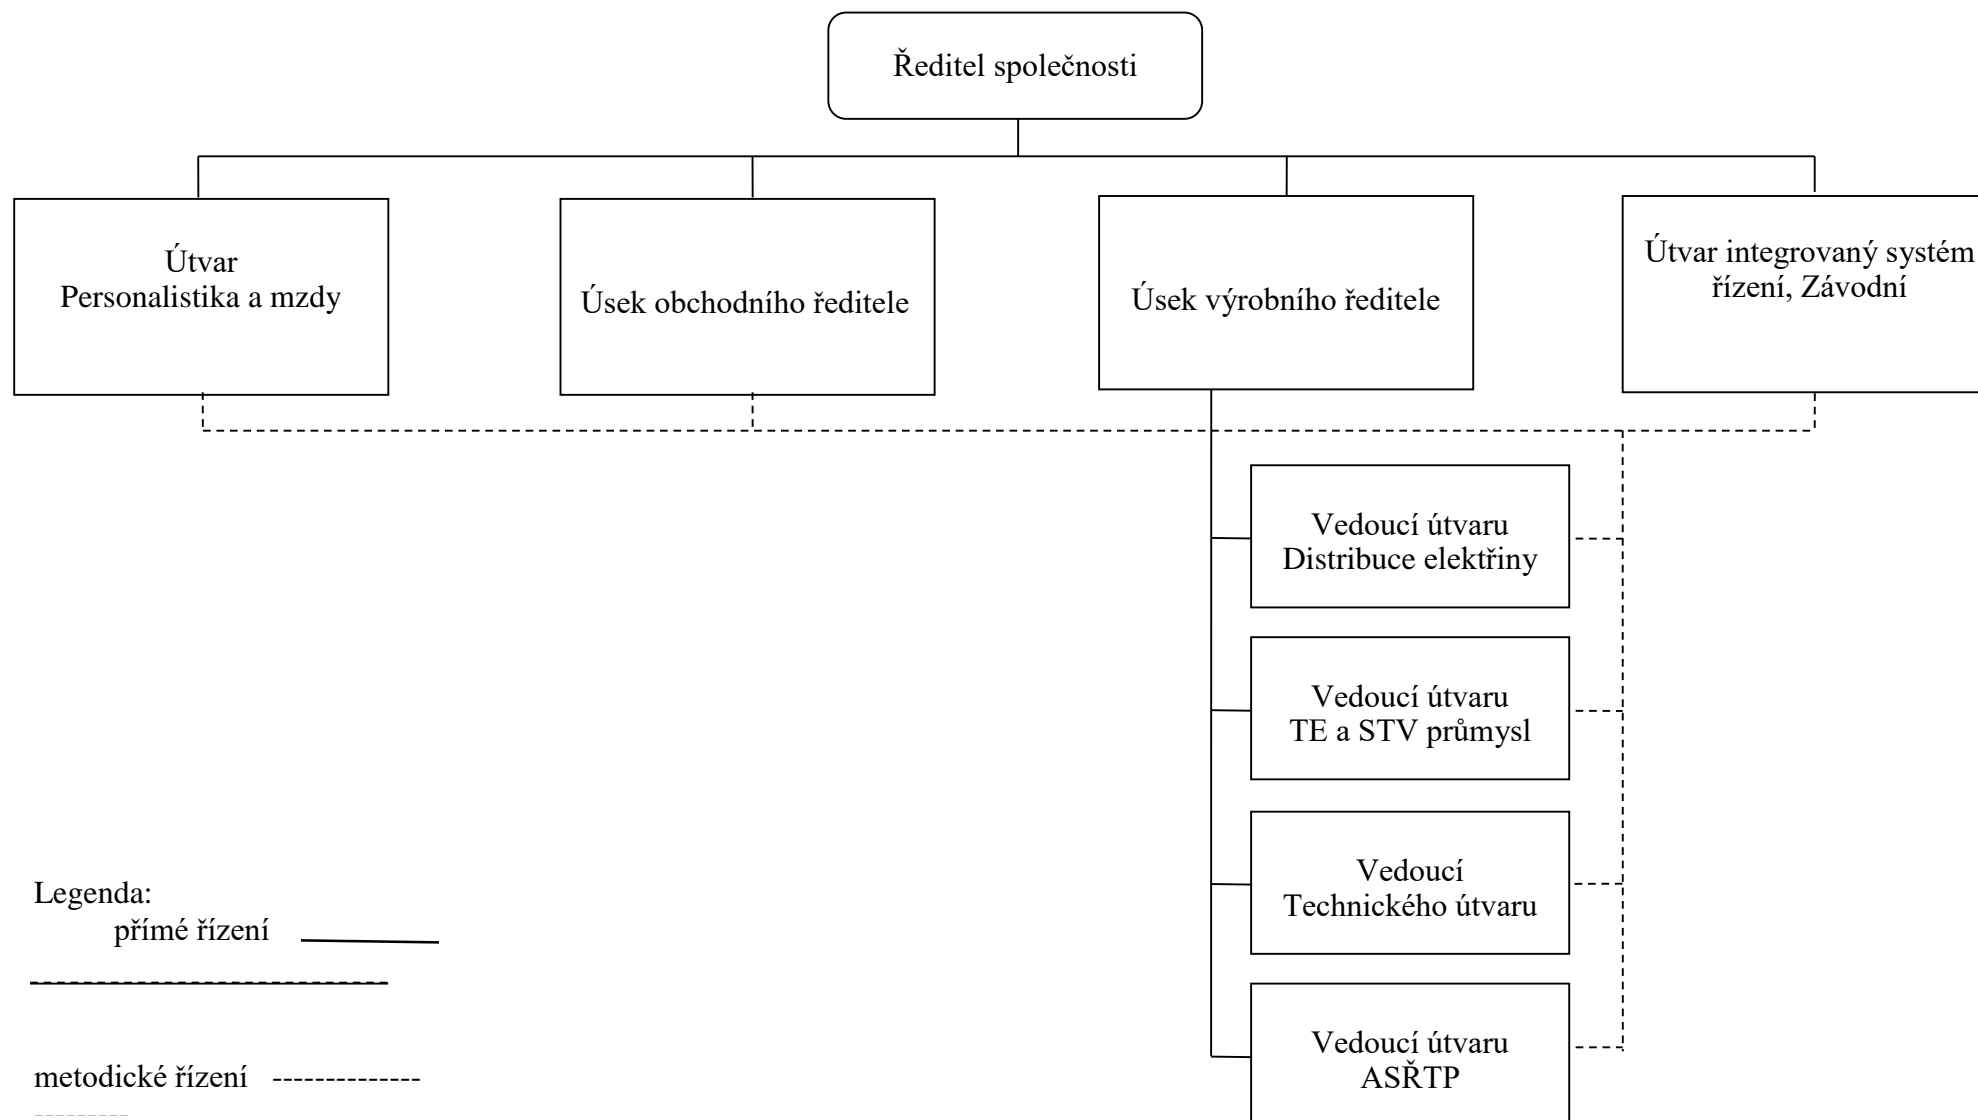 Ředitel společnosti
Útvar
Personalistika a mzdy
Úsek obchodního ředitele
Úsek výrobního ředitele
Útvar integrovaný systém
řízení, Závodní
Vedoucí útvaru
Distribuce elektřiny
Vedoucí útvaru
TE a STV průmysl
Vedoucí
Technického útvaru
Vedoucí útvaru
ASŘTP
Legenda:
přímé řízení
metodické řízení